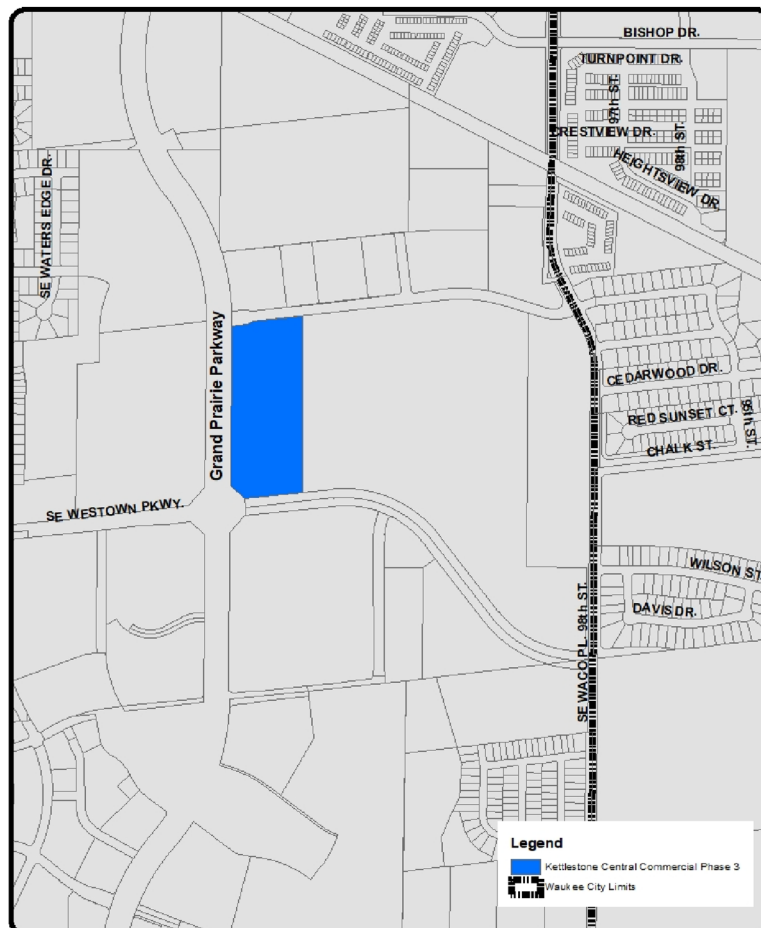 BISHOP DR.
TURNPOINT DR.
97th ST.
CRESTVIEW DR.
98th ST.
HEIGHTSVIEW DR.
SE WATERS EDGE DR.
Grand Prairie Parkway
CEDARWOOD DR.
RED SUNSET CT.
95th ST.
CHALK ST.
SE WESTOWN PKWY.
WILSON ST.
DAVIS DR.
SE WACO PL. 98th ST.
Legend
Kettlestone Central Commercial Phase 3
Waukee City Limits